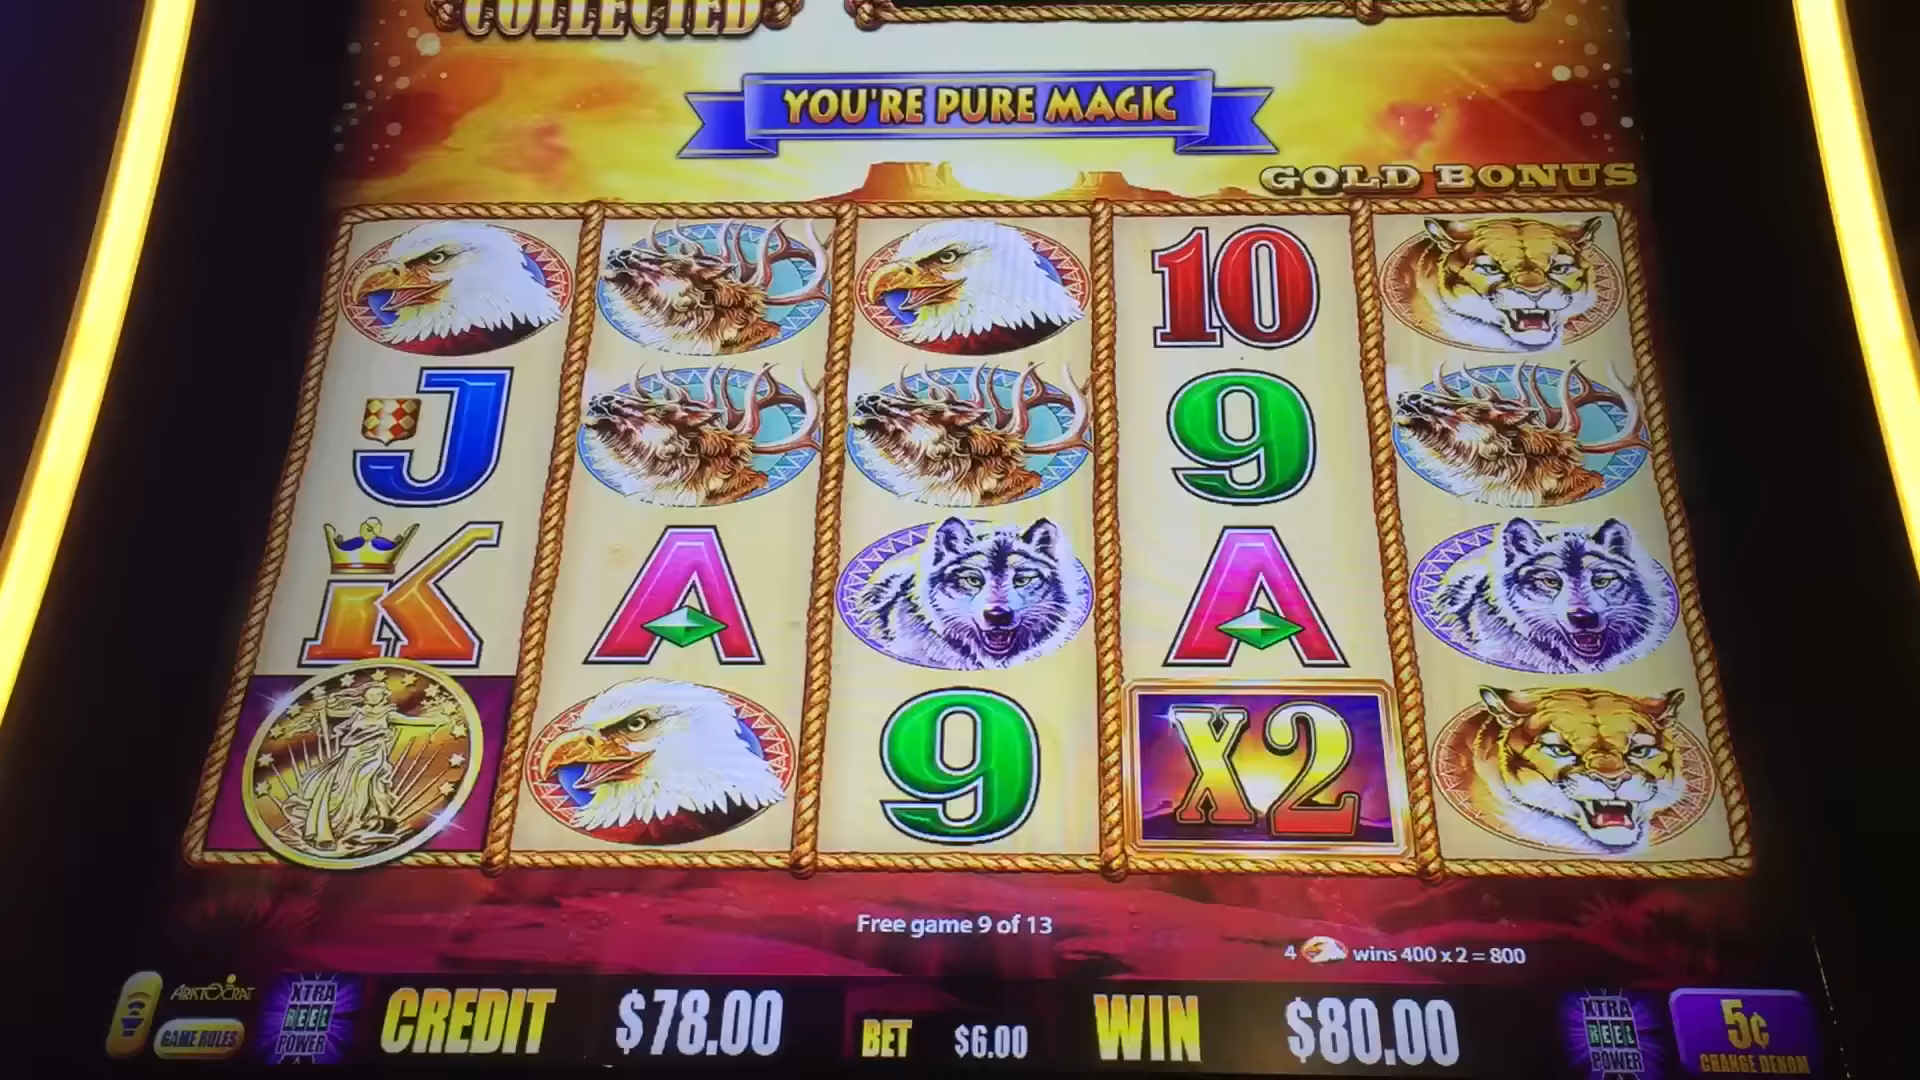 COLLECTED
YOU'RE PURE MAGIC
GOLD BONUS
10
J
9
K
A
A
9
X2
Free game 9 of 13
4 wins 400 x 2 = 800
ARISTOCRAT
GAME RULES
XTRA
REEL
POWER
CREDIT $78.00
BET $6.00
WIN $80.00
XTRA
REEL
POWER
5¢
CHANGE DENOM